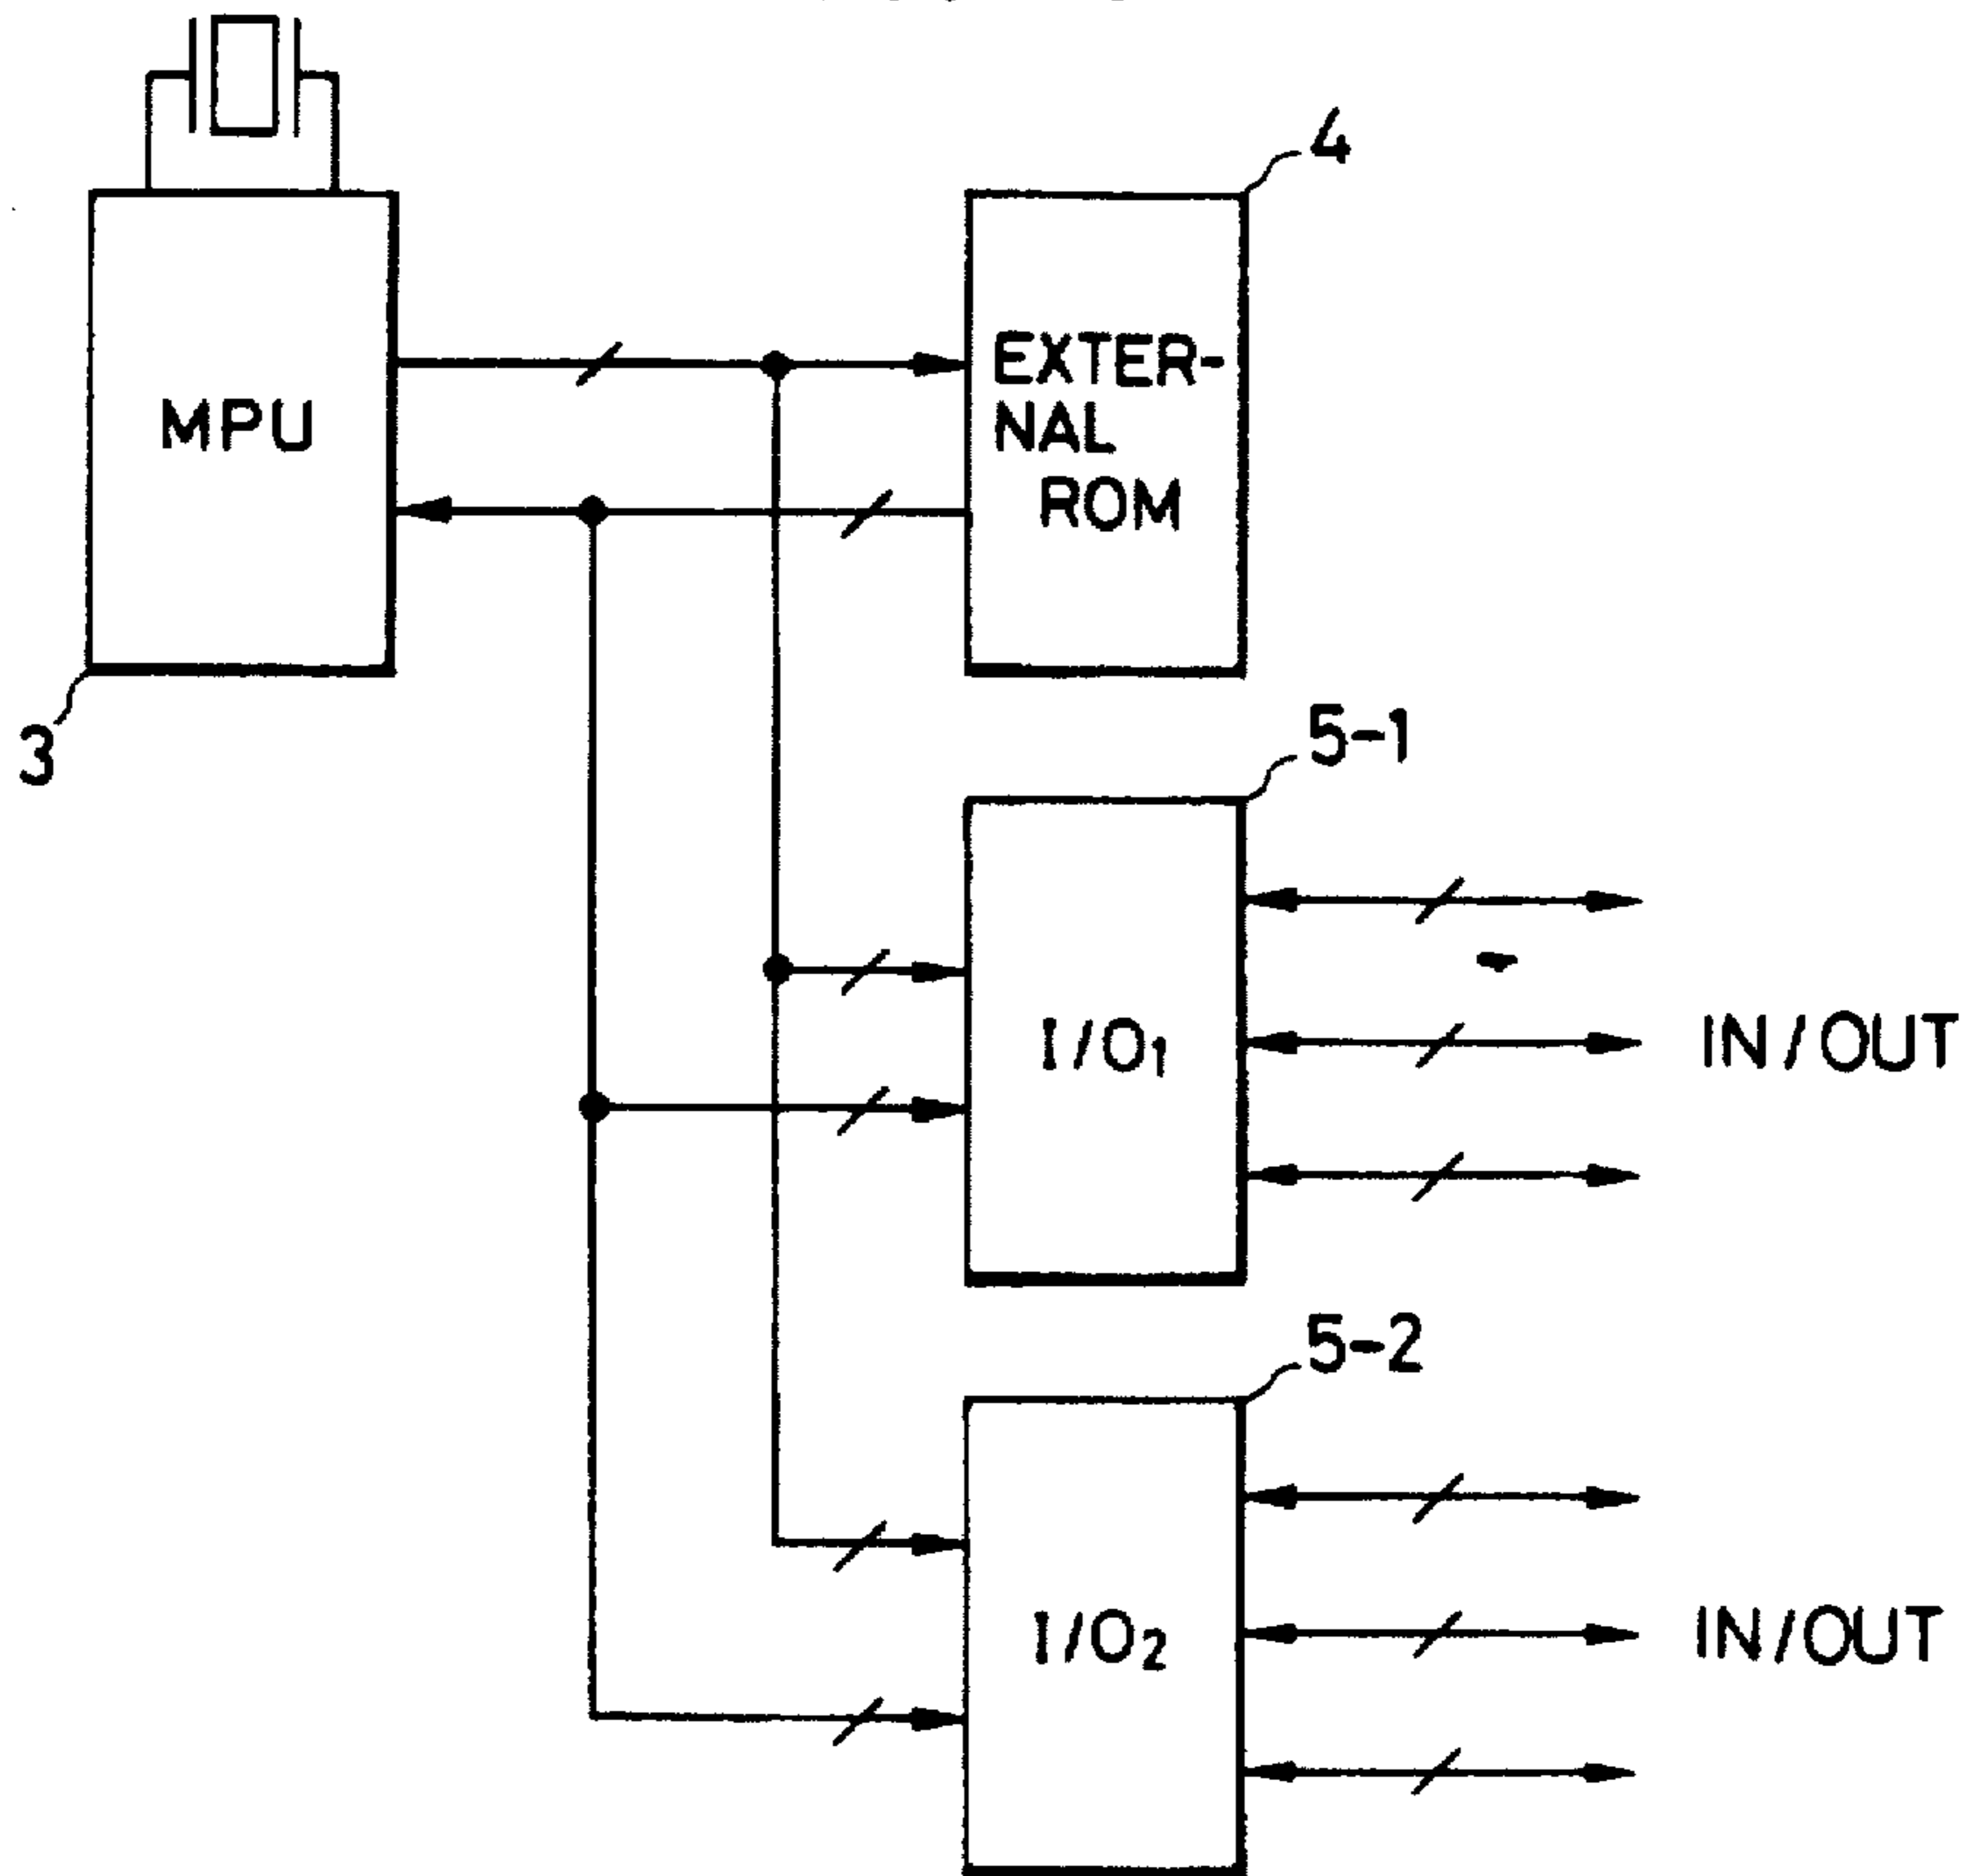 4
MPU
EXTER-
NAL
ROM
3
5-1
I/O1
IN/OUT
5-2
I/O2
IN/OUT